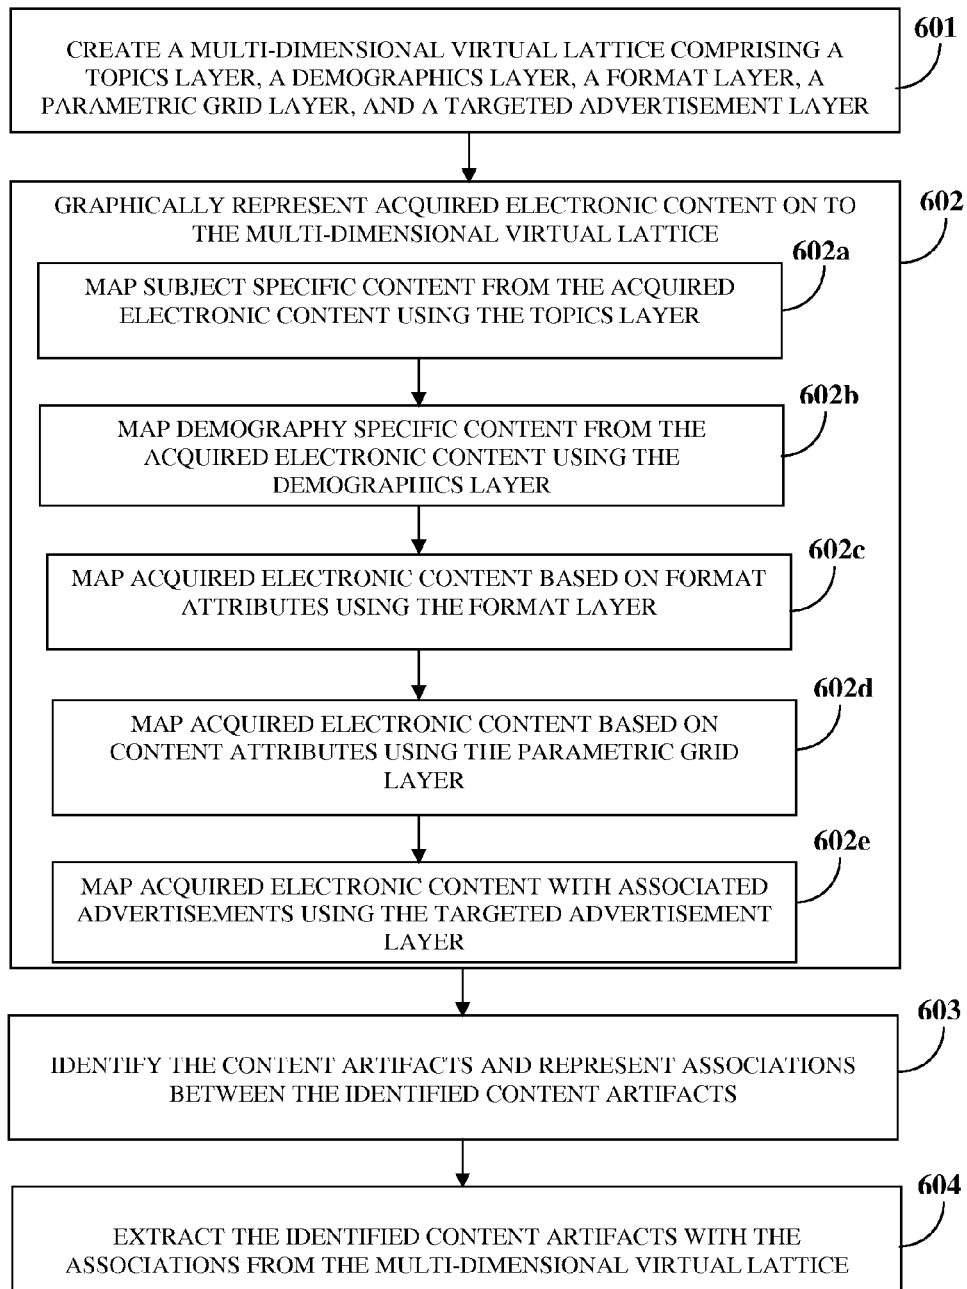 601
CREATE A MULTI-DIMENSIONAL VIRTUAL LATTICE COMPRISING A
TOPICS LAYER, A DEMOGRAPHICS LAYER, A FORMAT LAYER, A
PARAMETRIC GRID LAYER, AND A TARGETED ADVERTISEMENT LAYER
602
GRAPHICALLY REPRESENT ACQUIRED ELECTRONIC CONTENT ON TO
THE MULTI-DIMENSIONAL VIRTUAL LATTICE
602a
MAP SUBJECT SPECIFIC CONTENT FROM THE ACQUIRED
ELECTRONIC CONTENT USING THE TOPICS LAYER
602b
MAP DEMOGRAPHY SPECIFIC CONTENT FROM THE
ACQUIRED ELECTRONIC CONTENT USING THE
DEMOGRAPHICS LAYER
602c
MAP ACQUIRED ELECTRONIC CONTENT BASED ON FORMAT
ATTRIBUTES USING THE FORMAT LAYER
602d
MAP ACQUIRED ELECTRONIC CONTENT BASED ON
CONTENT ATTRIBUTES USING THE PARAMETRIC GRID
LAYER
602e
MAP ACQUIRED ELECTRONIC CONTENT WITH ASSOCIATED
ADVERTISEMENTS USING THE TARGETED ADVERTISEMENT
LAYER
603
IDENTIFY THE CONTENT ARTIFACTS AND REPRESENT ASSOCIATIONS
BETWEEN THE IDENTIFIED CONTENT ARTIFACTS
604
EXTRACT THE IDENTIFIED CONTENT ARTIFACTS WITH THE
ASSOCIATIONS FROM THE MULTI-DIMENSIONAL VIRTUAL LATTICE